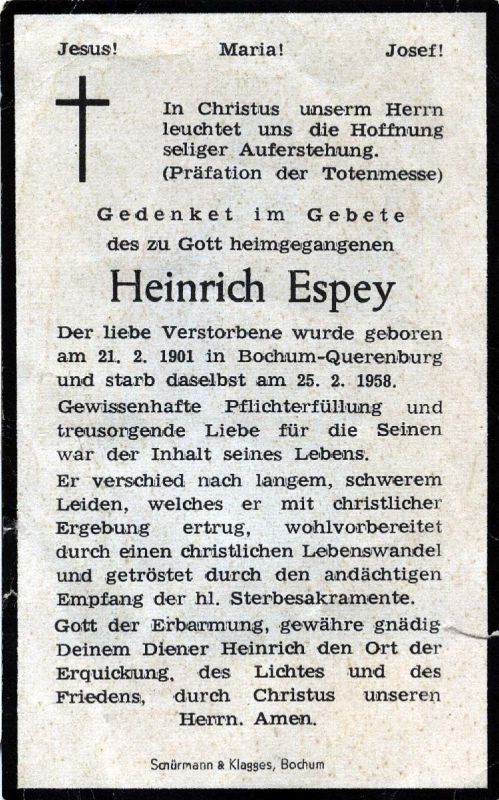 Jesus! Maria! Josef!
In Christus unserm Herrn
leuchtet uns die Hoffnung
seliger Auferstehung.
(Präfation der Totenmesse)
Gedenket im Gebete
des zu Gott heimgegangenen
Heinrich Espey
Der liebe Verstorbene wurde geboren
am 21. 2. 1901 in Bochum-Querenburg
und starb daselbst am 25. 2. 1958.
Gewissenhafte Pflichterfüllung und
treusorgende Liebe für die Seinen
war der Inhalt seines Lebens.
Er verschied nach langem, schwerem
Leiden, welches er mit christlicher
Ergebung ertrug, wohlvorbereitet
durch einen christlichen Lebenswandel
und getröstet durch den andächtigen
Empfang der hl. Sterbesakramente.
Gott der Erbarmung, gewähre gnädig
Deinem Diener Heinrich den Ort der
Erquickung, des Lichtes und des
Friedens, durch Christus unseren
Herrn. Amen.
Schürmann & Klagges, Bochum